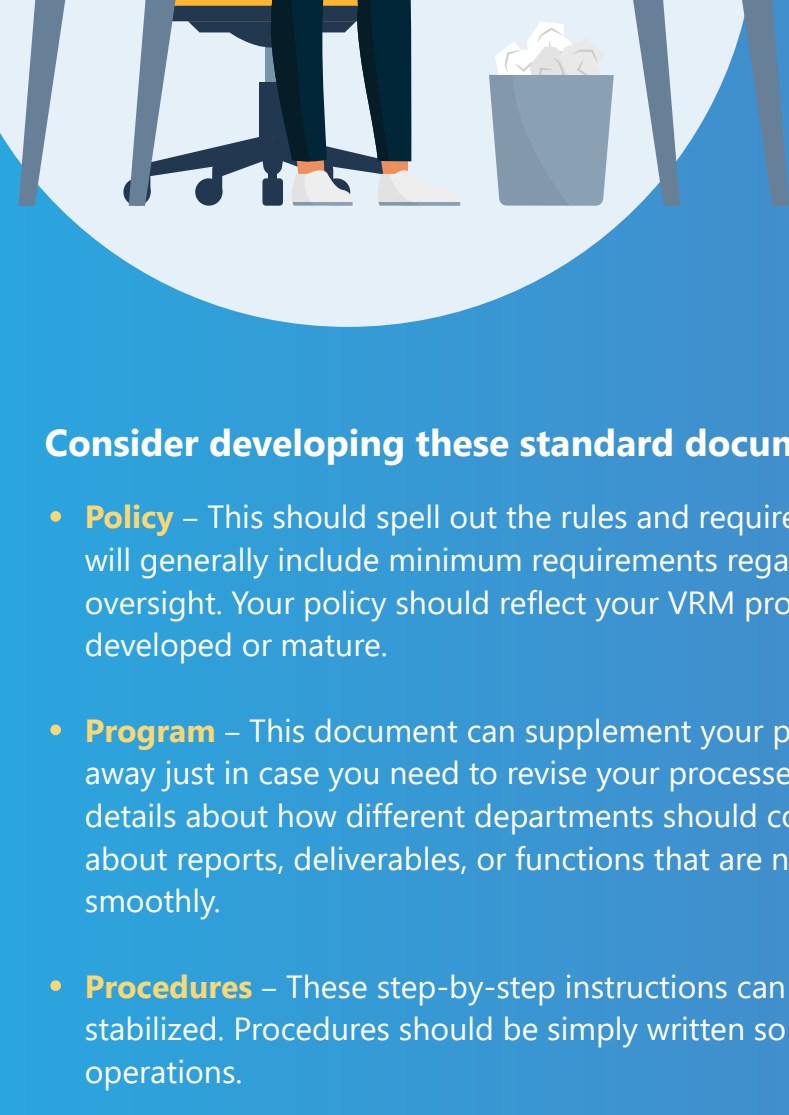 Consider developing these standard docum
• Policy – This should spell out the rules and require
will generally include minimum requirements rega
oversight. Your policy should reflect your VRM pro
developed or mature.
• Program – This document can supplement your p
away just in case you need to revise your processe
details about how different departments should co
about reports, deliverables, or functions that are n
smoothly.
• Procedures – These step-by-step instructions can
stabilized. Procedures should be simply written so
operations.